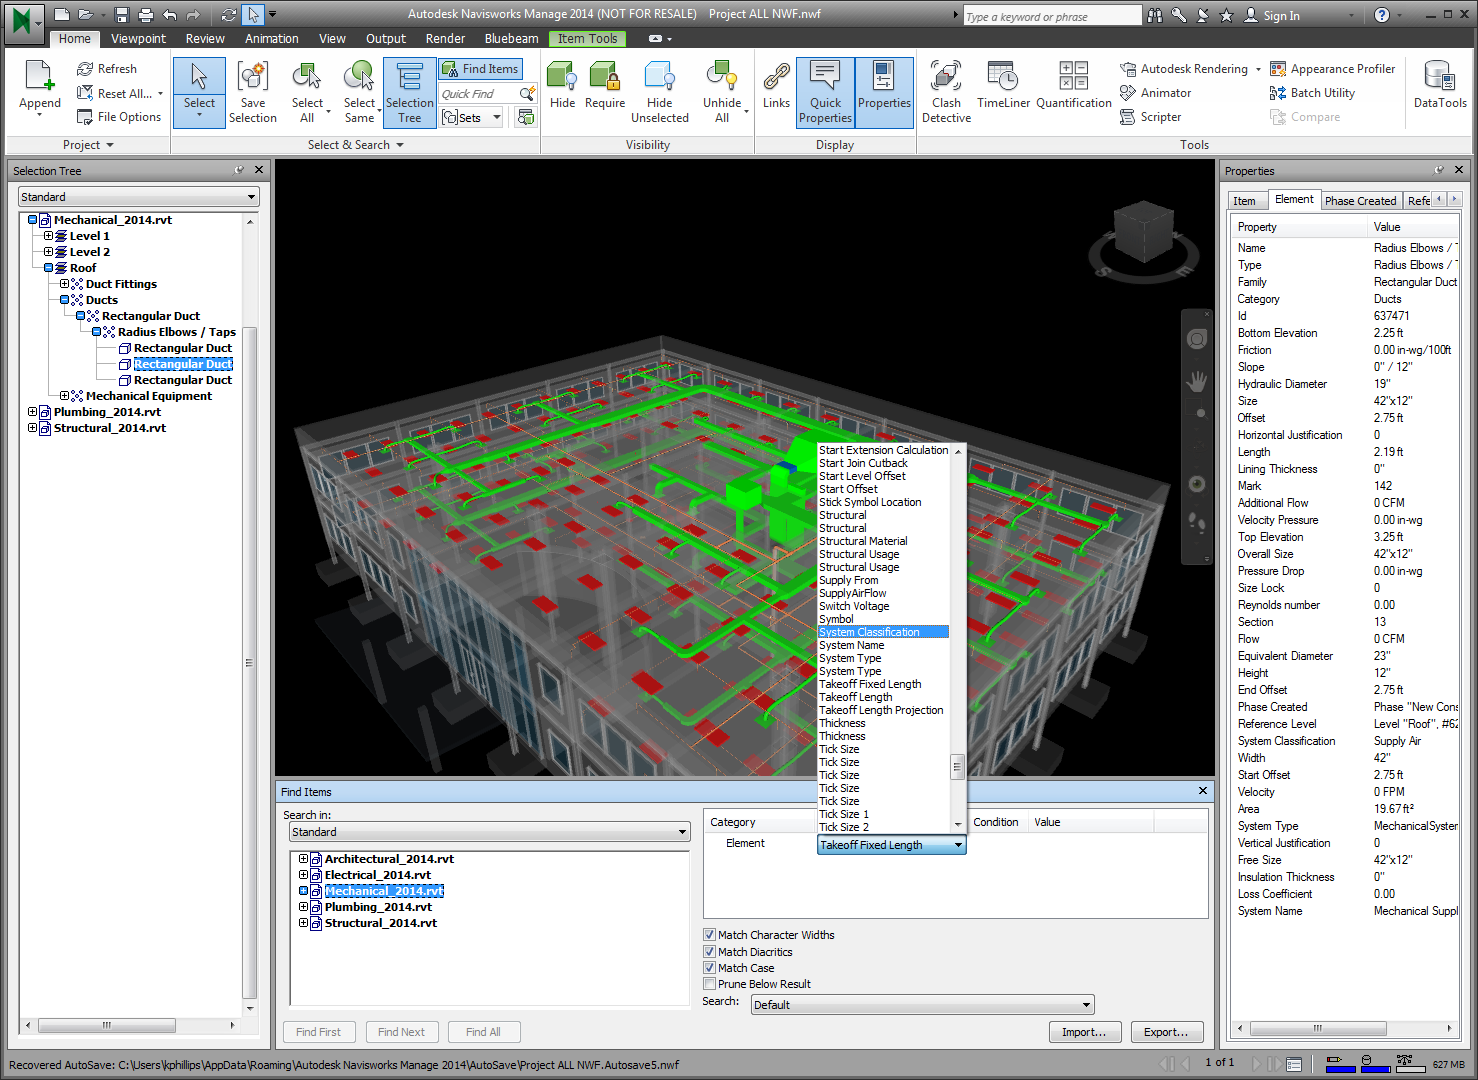 Autodesk Navisworks Manage 2014 (NOT FOR RESALE) Project ALL NWF.nwf
Type a keyword or phrase
Sign In
Home Viewpoint Review Animation View Output Render Bluebeam Item Tools
Append
Refresh
Reset All...
File Options
Project
Select
Save Selection
Select All
Select Same
Selection Tree
Find Items
Quick Find
Sets
Select & Search
Hide
Require
Hide Unselected
Unhide All
Visibility
Links
Quick Properties
Properties
Display
Clash Detective
TimeLiner
Quantification
Autodesk Rendering
Animator
Scripter
Appearance Profiler
Batch Utility
Compare
Tools
DataTools
Selection Tree
Standard
Mechanical_2014.rvt
Level 1
Level 2
Roof
Duct Fittings
Ducts
Rectangular Duct
Radius Elbows / Taps
Rectangular Duct
Rectangular Duct
Rectangular Duct
Mechanical Equipment
Plumbing_2014.rvt
Structural_2014.rvt
S
E
Start Extension Calculation
Start Join Cutback
Start Level Offset
Start Offset
Stick Symbol Location
Structural
Structural
Structural Material
Structural Usage
Structural Usage
Supply From
SupplyAirFlow
Switch Voltage
Symbol
System Classification
System Name
System Type
System Type
Takeoff Fixed Length
Takeoff Length
Takeoff Length Projection
Thickness
Thickness
Tick Size
Tick Size
Tick Size
Tick Size
Tick Size
Tick Size 1
Tick Size 2
Find Items
Search in:
Standard
Architectural_2014.rvt
Electrical_2014.rvt
Mechanical_2014.rvt
Plumbing_2014.rvt
Structural_2014.rvt
Find First Find Next Find All
Category Condition Value
Element Takeoff Fixed Length
Match Character Widths
Match Diacritics
Match Case
Prune Below Result
Search: Default
Import... Export...
Properties
Item Element Phase Created Refe
Property Value
Name Radius Elbows / T
Type Radius Elbows / T
Family Rectangular Duct
Category Ducts
Id 637471
Bottom Elevation 2.25 ft
Friction 0.00 in-wg/100ft
Slope 0" / 12"
Hydraulic Diameter 19"
Size 42"x12"
Offset 2.75 ft
Horizontal Justification 0
Length 2.19 ft
Lining Thickness 0"
Mark 142
Additional Flow 0 CFM
Velocity Pressure 0.00 in-wg
Top Elevation 3.25 ft
Overall Size 42"x12"
Pressure Drop 0.00 in-wg
Size Lock 0
Reynolds number 0.00
Section 13
Flow 0 CFM
Equivalent Diameter 23"
Height 12"
End Offset 2.75 ft
Phase Created Phase "New Cons
Reference Level Level "Roof", #62
System Classification Supply Air
Width 42"
Start Offset 2.75 ft
Velocity 0 FPM
Area 19.67 ft²
System Type MechanicalSystem
Vertical Justification 0
Free Size 42"x12"
Insulation Thickness 0"
Loss Coefficient 0.00
System Name Mechanical Suppl
Recovered AutoSave: C:\Users\kphillips\AppData\Roaming\Autodesk Navisworks Manage 2014\AutoSave\Project ALL NWF.Autosave5.nwf
1 of 1
627 MB